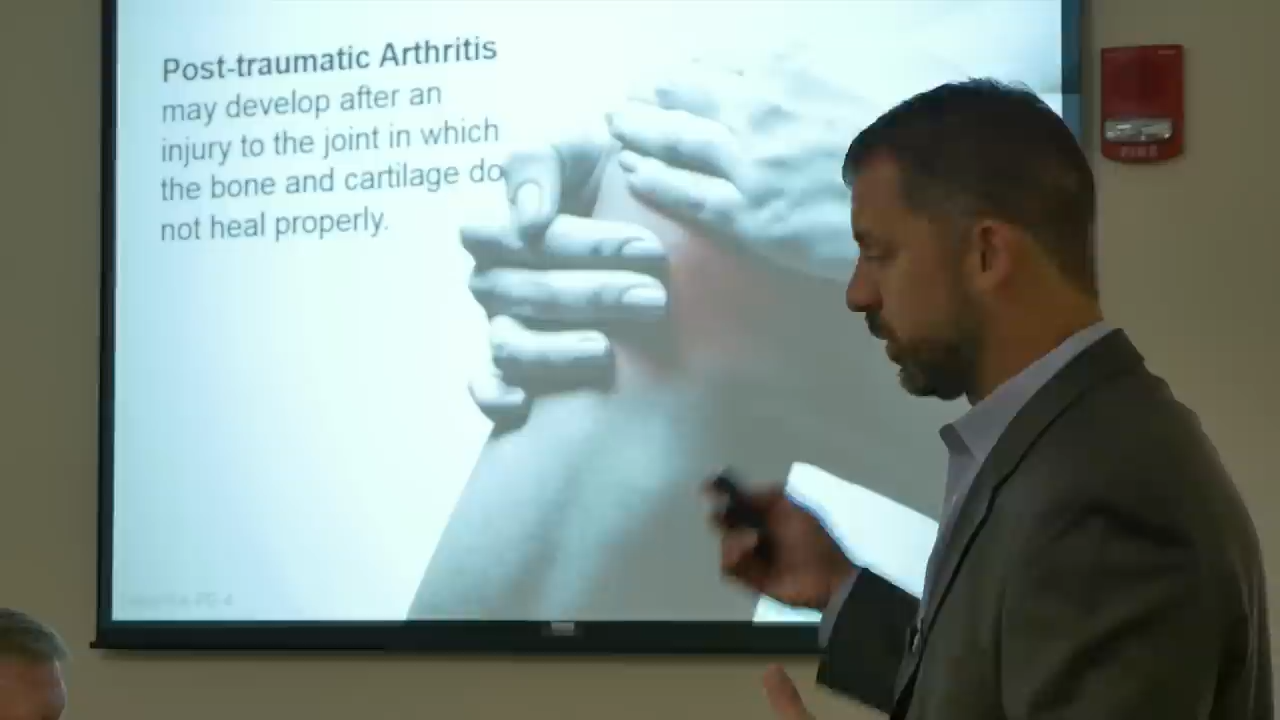 Post-traumatic Arthritis
may develop after an
injury to the joint in which
the bone and cartilage do
not heal properly.
FIRE